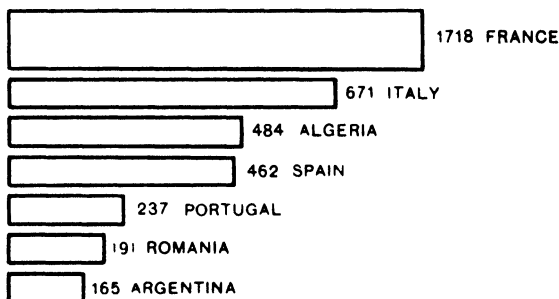 1718 FRANCE
671 ITALY
484 ALGERIA
462 SPAIN
237 PORTUGAL
191 ROMANIA
165 ARGENTINA